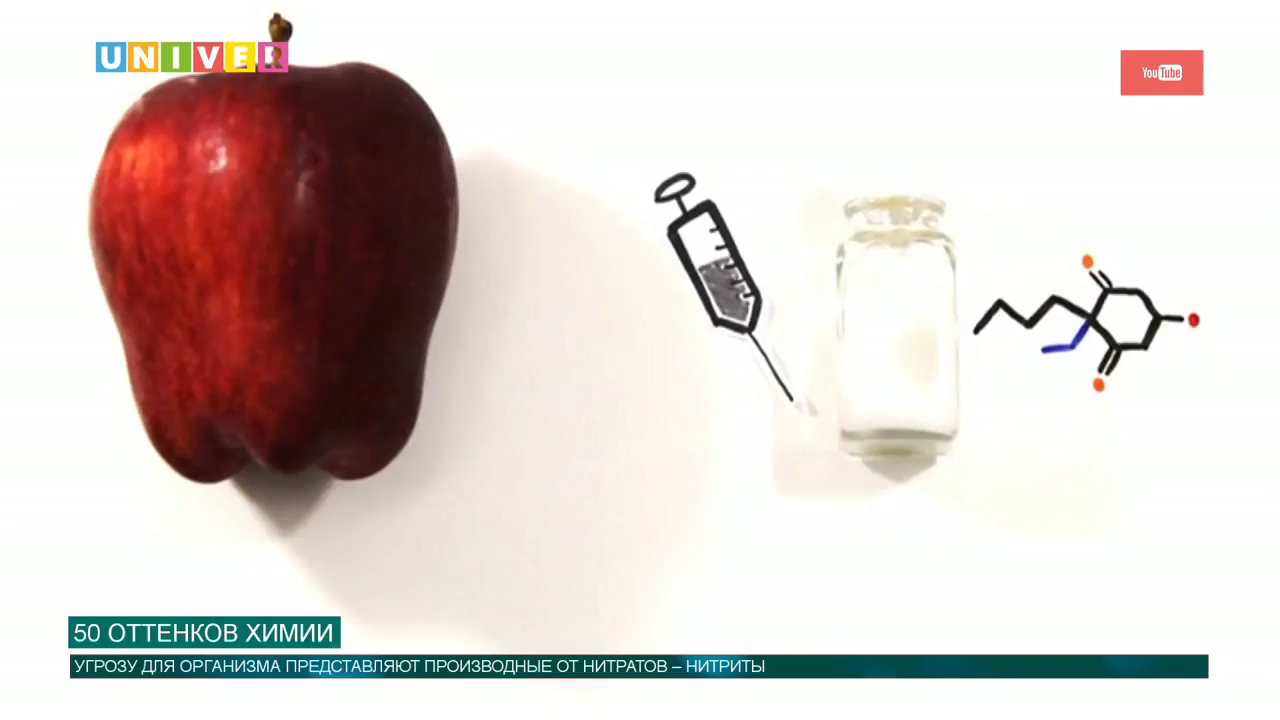 UNIVER
YouTube
50 ОТТЕНКОВ ХИМИИ
УГРОЗУ ДЛЯ ОРГАНИЗМА ПРЕДСТАВЛЯЮТ ПРОИЗВОДНЫЕ ОТ НИТРАТОВ – НИТРИТЫ